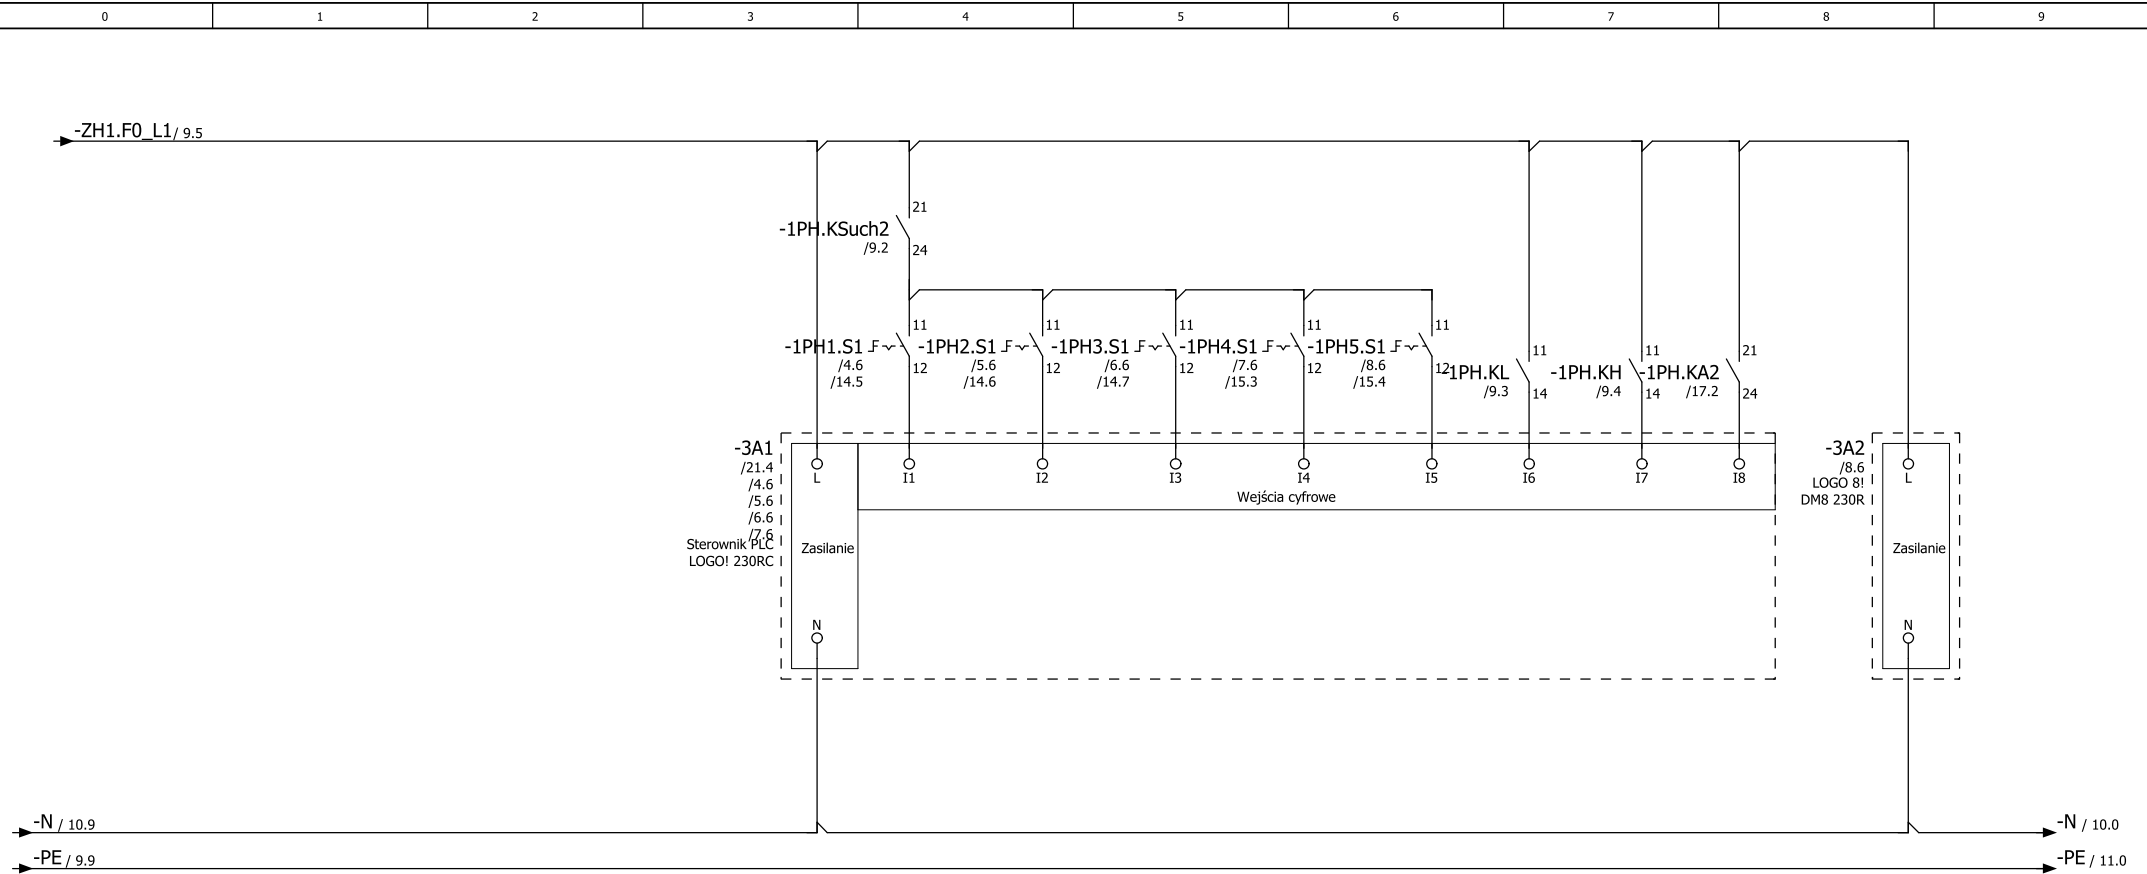 0 1 2 3 4 5 6 7 8 9
-ZH1.F0_L1 / 9.5
21
-1PH.KSuch2
/9.2
24
11 11 11 11 11
-1PH1.S1 -1PH2.S1 -1PH3.S1 -1PH4.S1 -1PH5.S1
/4.6 /5.6 /6.6 /7.6 /8.6
12 12 12 12 12
/14.5 /14.6 /14.7 /15.3 /15.4
11 11 21
-1PH.KL -1PH.KH -1PH.KA2
/9.3 /9.4 /17.2
14 14 24
-3A1
/21.4
/4.6
/5.6
/6.6
/7.6
Sterownik PLC
LOGO! 230RC
L I1 I2 I3 I4 I5 I6 I7 I8
Wejścia cyfrowe
Zasilanie
N
-3A2
/8.6
LOGO 8!
DM8 230R
L
Zasilanie
N
-N / 10.9
-N / 10.0
-PE / 9.9
-PE / 11.0